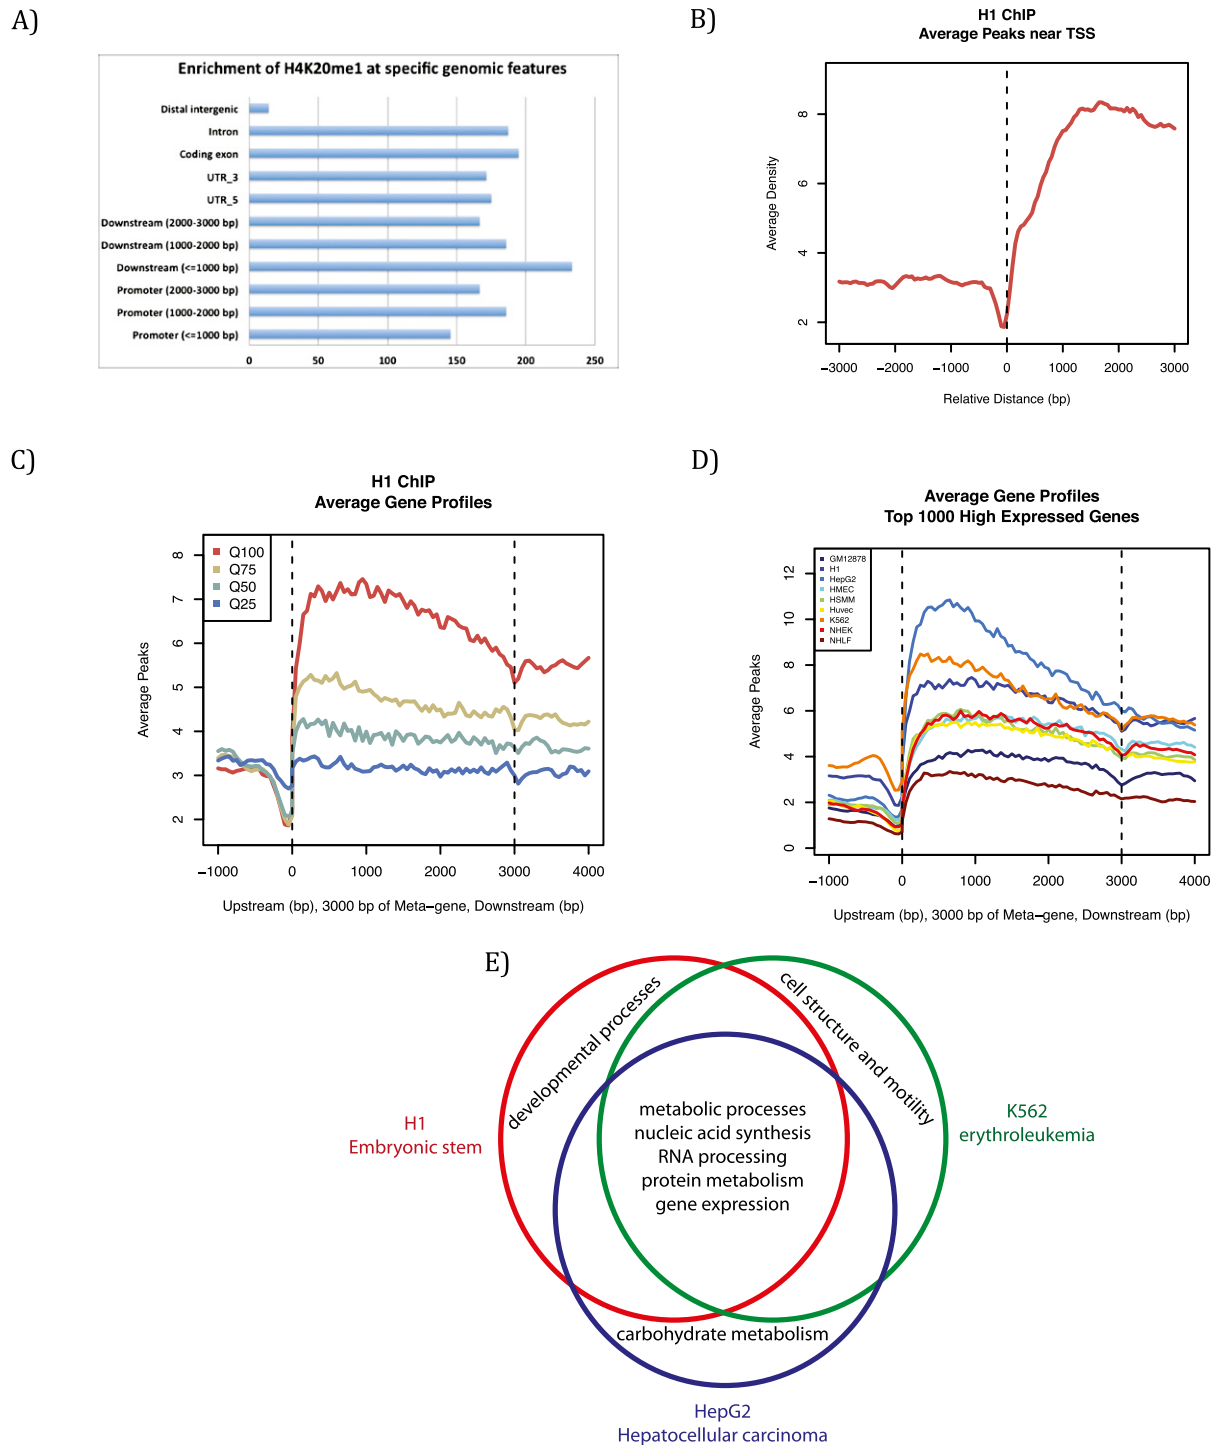 A)
Enrichment of H4K20me1 at specific genomic features
Distal intergenic
Intron
Coding exon
UTR_3
UTR_5
Downstream (2000-3000 bp)
Downstream (1000-2000 bp)
Downstream (<=1000 bp)
Promoter (2000-3000 bp)
Promoter (1000-2000 bp)
Promoter (<=1000 bp)
0 50 100 150 200 250
B)
H1 ChIP
Average Peaks near TSS
Average Density
8
6
4
2
−3000 −2000 −1000 0 1000 2000 3000
Relative Distance (bp)
C)
H1 ChIP
Average Gene Profiles
Q100
Q75
Q50
Q25
Average Peaks
8
7
6
5
4
3
2
−1000 0 1000 2000 3000 4000
Upstream (bp), 3000 bp of Meta−gene, Downstream (bp)
D)
Average Gene Profiles
Top 1000 High Expressed Genes
GM12878
H1
HepG2
HMEC
HSMM
Huvec
K562
NHEK
NHLF
Average Peaks
12
10
8
6
4
2
0
−1000 0 1000 2000 3000 4000
Upstream (bp), 3000 bp of Meta−gene, Downstream (bp)
E)
developmental processes
cell structure and motility
metabolic processes
nucleic acid synthesis
RNA processing
protein metabolism
gene expression
H1
Embryonic stem
K562
erythroleukemia
carbohydrate metabolism
HepG2
Hepatocellular carcinoma